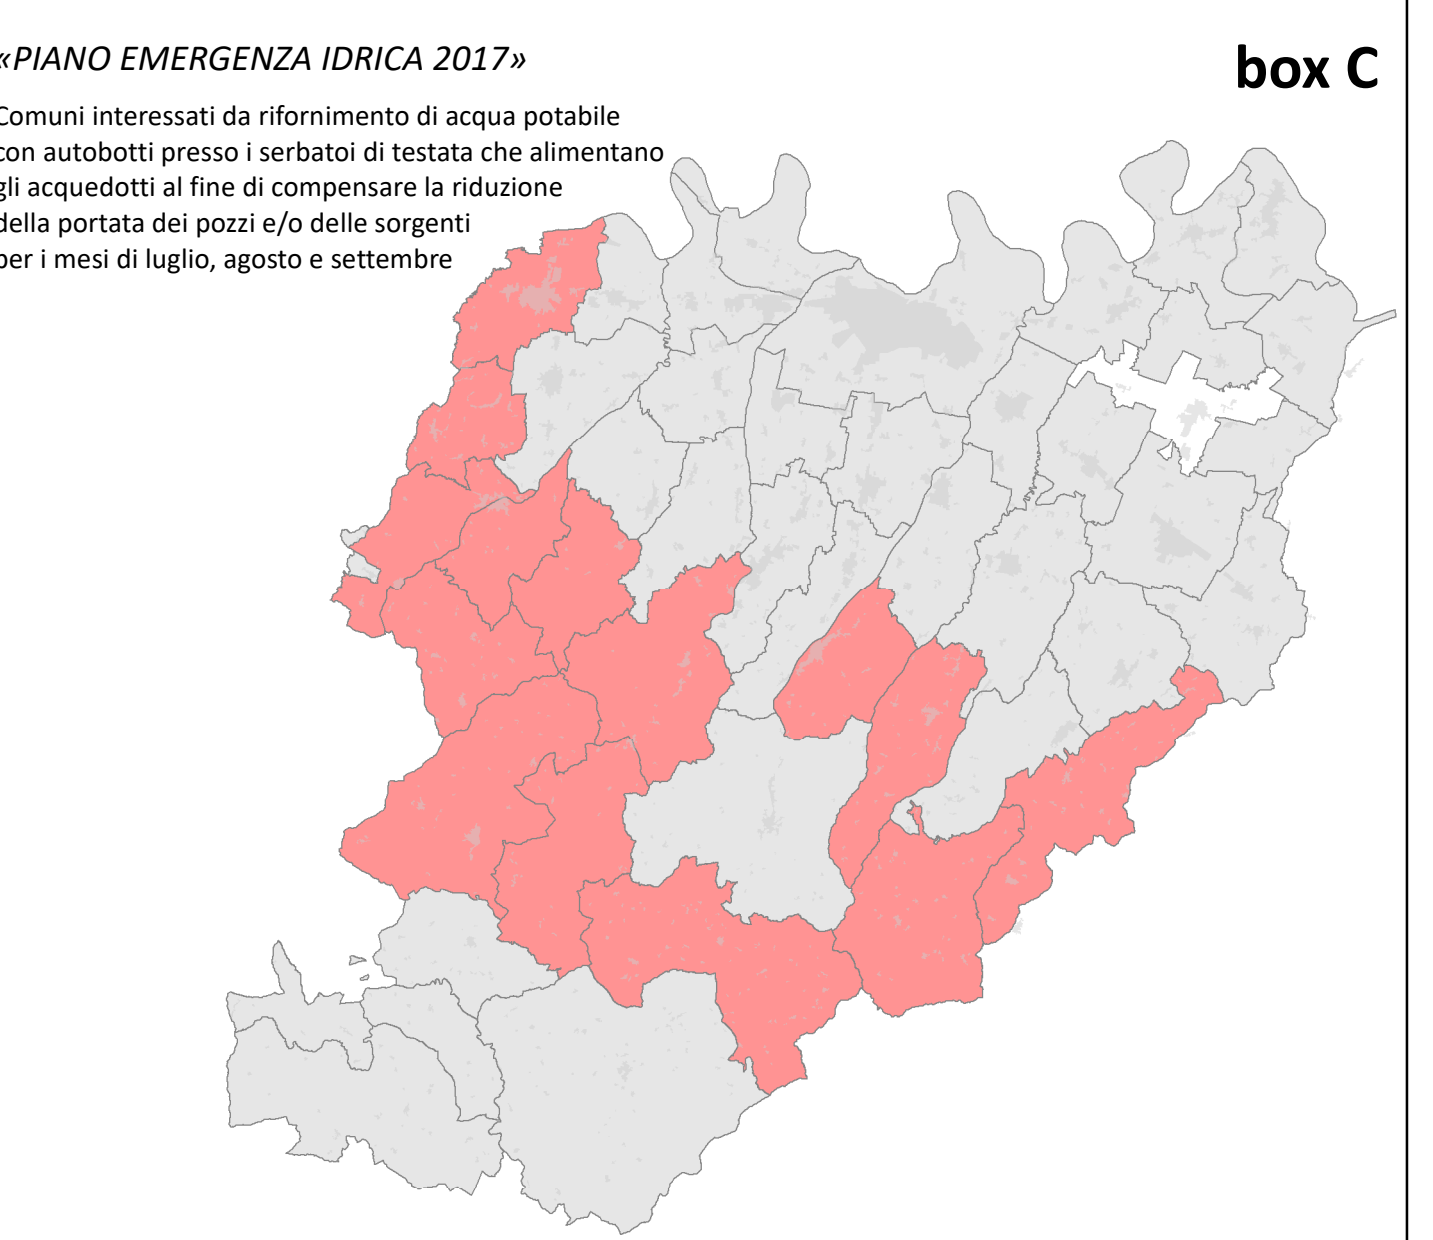 «PIANO EMERGENZA IDRICA 2017»
box C
Comuni interessati da rifornimento di acqua potabile
con autobotti presso i serbatoi di testata che alimentano
gli acquedotti al fine di compensare la riduzione
della portata dei pozzi e/o delle sorgenti
per i mesi di luglio, agosto e settembre